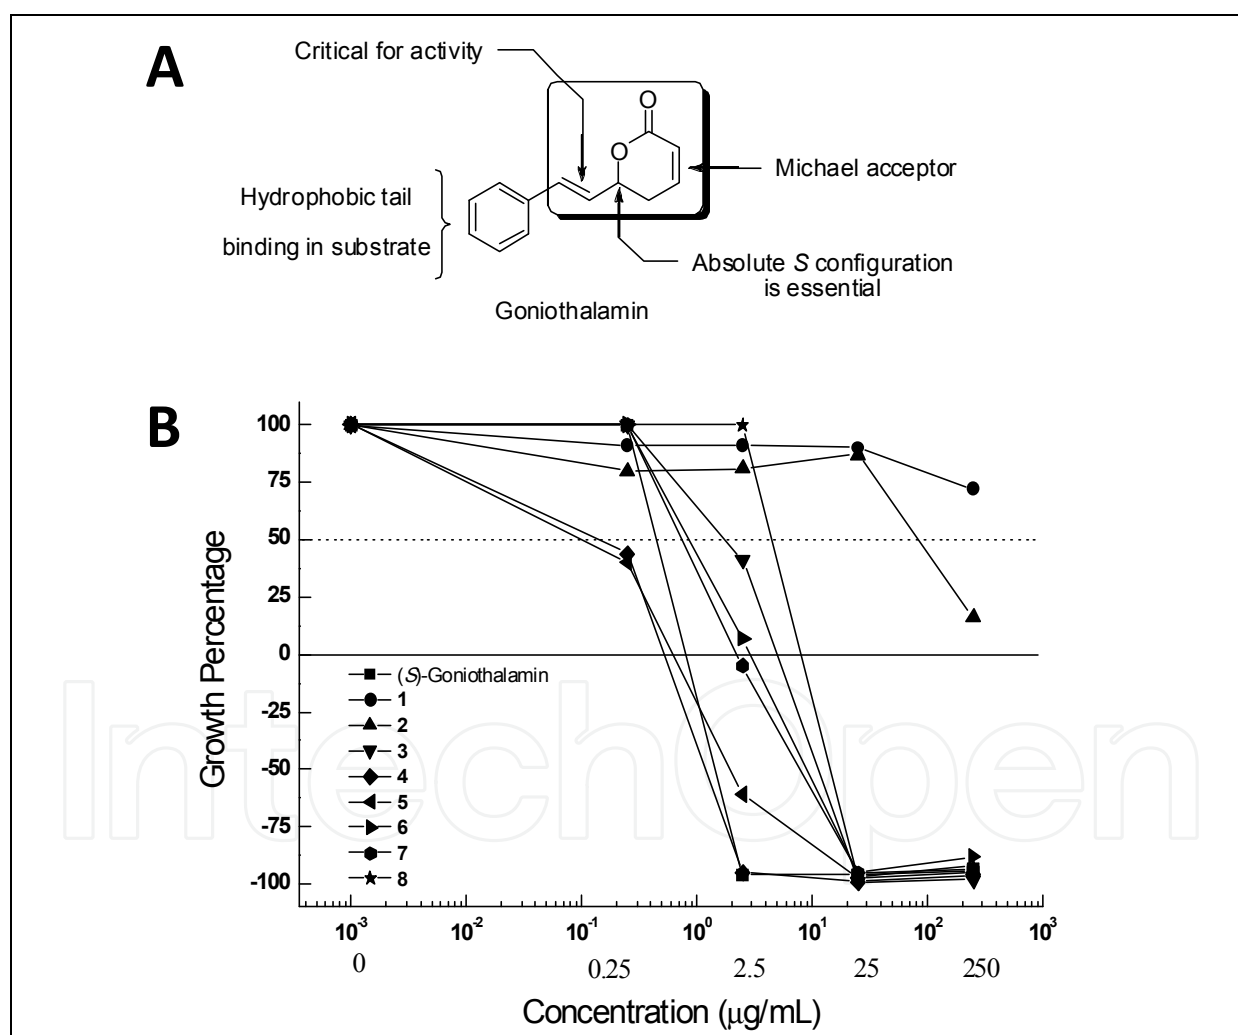 A
Critical for activity
O
O
Michael acceptor
Hydrophobic tail
binding in substrate
Absolute S configuration
is essential
Goniothalamin
B
100
75
50
25
0
-25
-50
-75
-100
Growth Percentage
(S)-Goniothalamin
1
2
3
4
5
6
7
8
10⁻³
10⁻²
10⁻¹
10⁰
10¹
10²
10³
0
0.25
2.5
25
250
Concentration (μg/mL)
IntechOpen